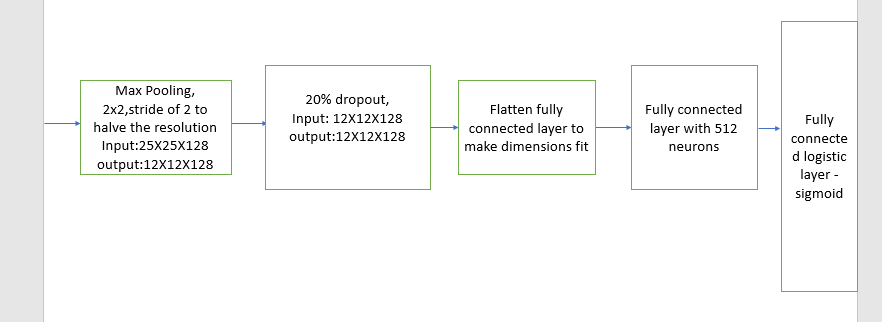 Max Pooling,
2x2,stride of 2 to
halve the resolution
Input:25X25X128
output:12X12X128
20% dropout,
Input: 12X12X128
output:12X12X128
Flatten fully
connected layer to
make dimensions fit
Fully connected
layer with 512
neurons
Fully
connecte
d logistic
layer -
sigmoid